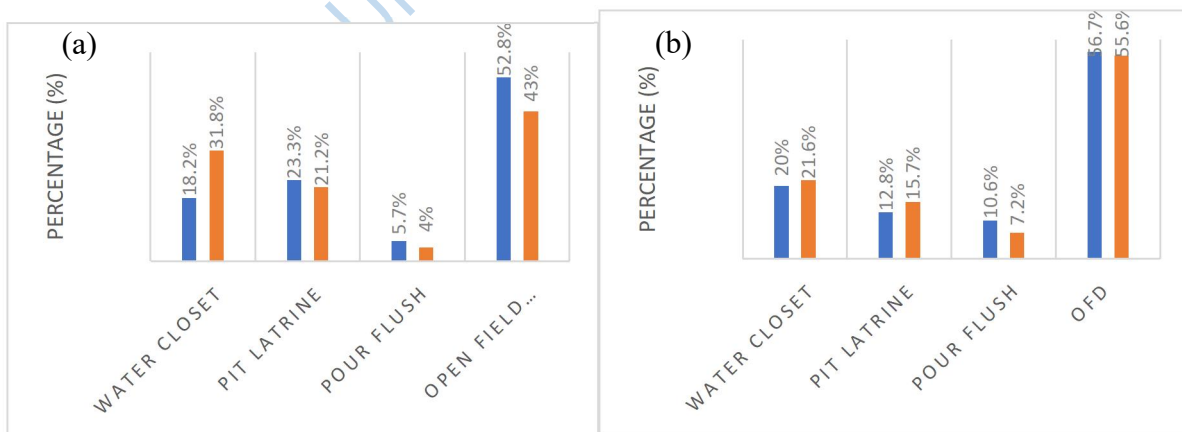 (a)
PERCENTAGE (%)
18.2%
31.8%
23.3%
21.2%
5.7%
4%
52.8%
43%
WATER CLOSET
PIT LATRINE
POUR FLUSH
OPEN FIELD...
(b)
PERCENTAGE (%)
20%
21.6%
12.8%
15.7%
10.6%
7.2%
56.7%
55.6%
WATER CLOSET
PIT LATRINE
POUR FLUSH
OFD